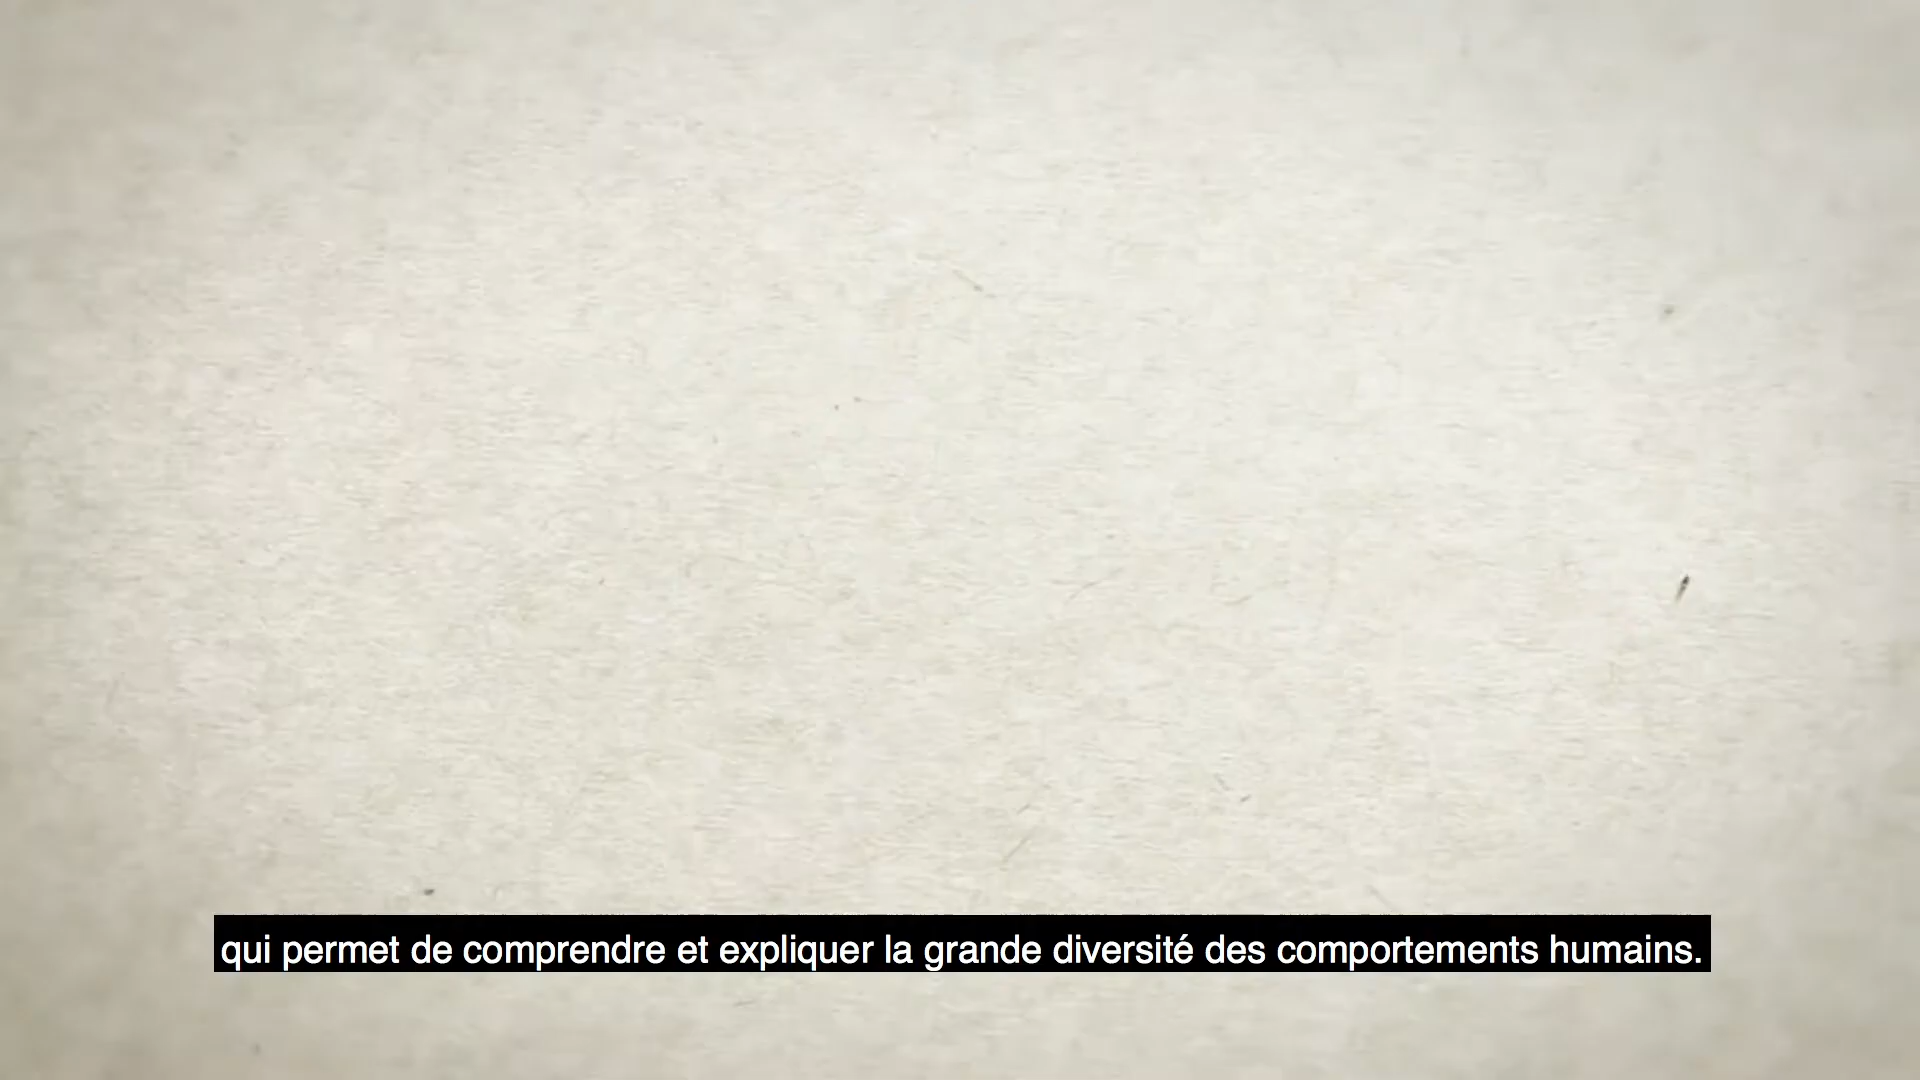 qui permet de comprendre et expliquer la grande diversité des comportements humains.